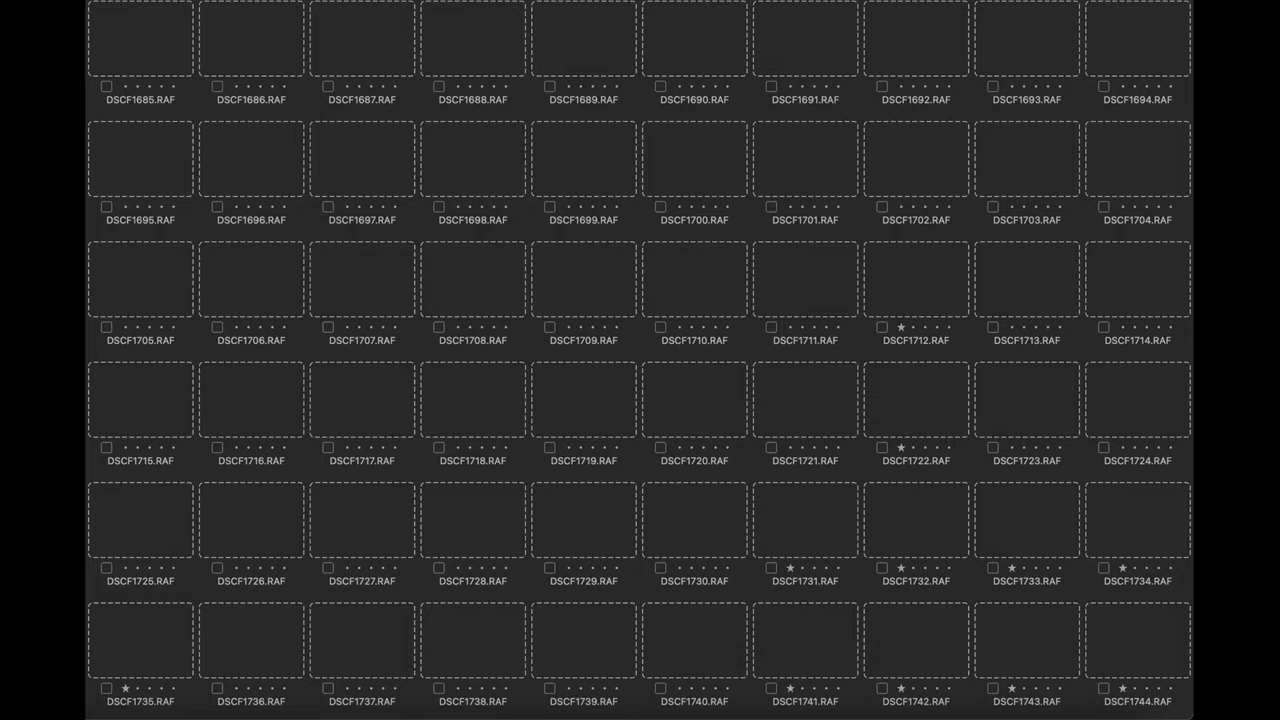 DSCF1685.RAF DSCF1686.RAF DSCF1687.RAF DSCF1688.RAF DSCF1689.RAF DSCF1690.RAF DSCF1691.RAF DSCF1692.RAF DSCF1693.RAF DSCF1694.RAF
DSCF1695.RAF DSCF1696.RAF DSCF1697.RAF DSCF1698.RAF DSCF1699.RAF DSCF1700.RAF DSCF1701.RAF DSCF1702.RAF DSCF1703.RAF DSCF1704.RAF
DSCF1705.RAF DSCF1706.RAF DSCF1707.RAF DSCF1708.RAF DSCF1709.RAF DSCF1710.RAF DSCF1711.RAF DSCF1712.RAF DSCF1713.RAF DSCF1714.RAF
DSCF1715.RAF DSCF1716.RAF DSCF1717.RAF DSCF1718.RAF DSCF1719.RAF DSCF1720.RAF DSCF1721.RAF DSCF1722.RAF DSCF1723.RAF DSCF1724.RAF
DSCF1725.RAF DSCF1726.RAF DSCF1727.RAF DSCF1728.RAF DSCF1729.RAF DSCF1730.RAF DSCF1731.RAF DSCF1732.RAF DSCF1733.RAF DSCF1734.RAF
DSCF1735.RAF DSCF1736.RAF DSCF1737.RAF DSCF1738.RAF DSCF1739.RAF DSCF1740.RAF DSCF1741.RAF DSCF1742.RAF DSCF1743.RAF DSCF1744.RAF